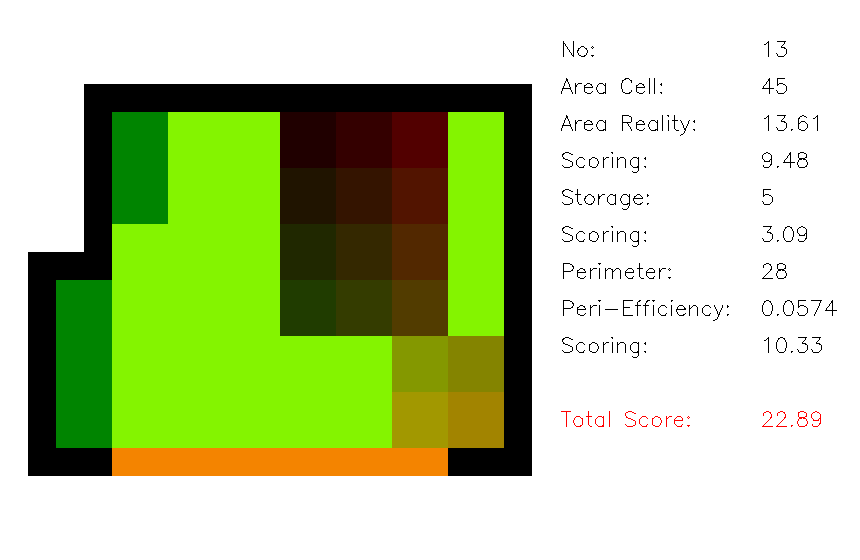 No: 13
Area Cell: 45
Area Reality: 13.61
Scoring: 9.48
Storage: 5
Scoring: 3.09
Perimeter: 28
Peri-Efficiency: 0.0574
Scoring: 10.33
Total Score: 22.89